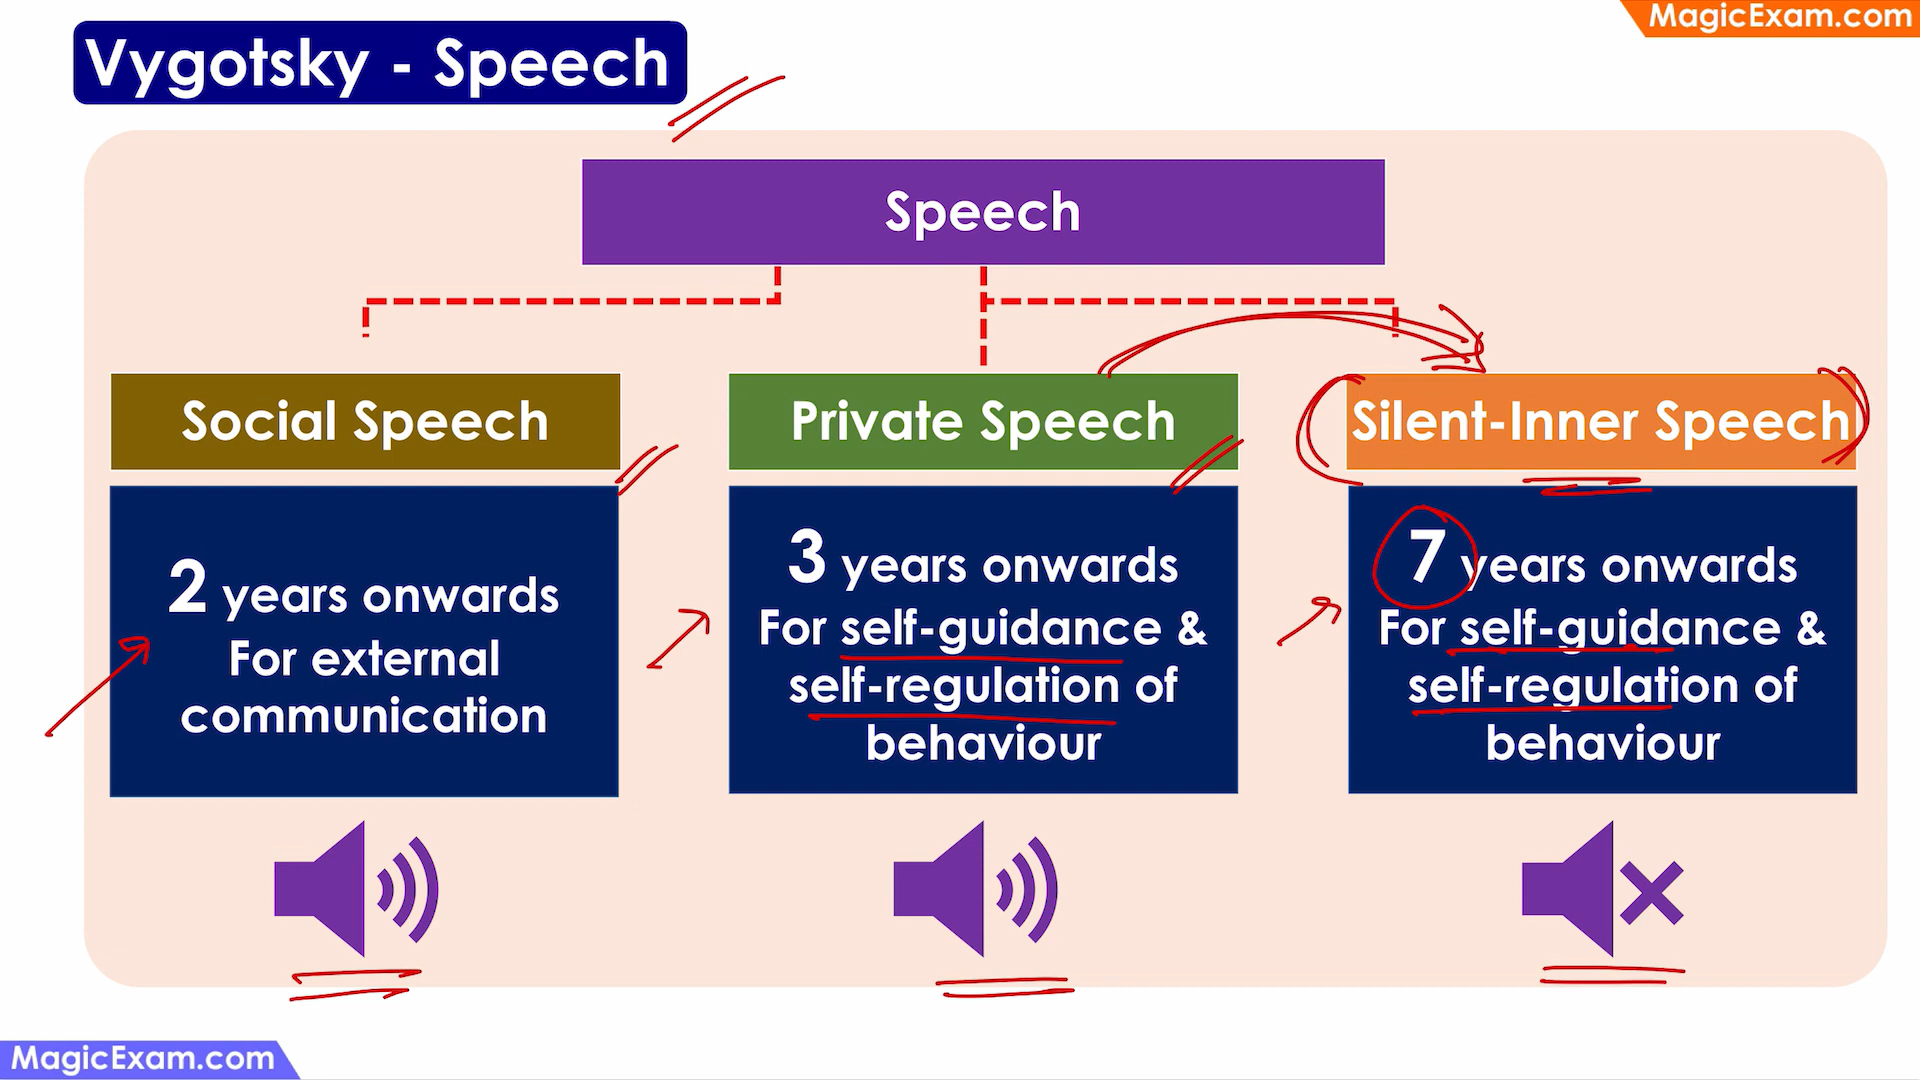 MagicExam.com
Vygotsky - Speech
Speech
Social Speech
2 years onwards
For external
communication
Private Speech
3 years onwards
For self-guidance &
self-regulation of
behaviour
Silent-Inner Speech
7 years onwards
For self-guidance &
self-regulation of
behaviour
MagicExam.com